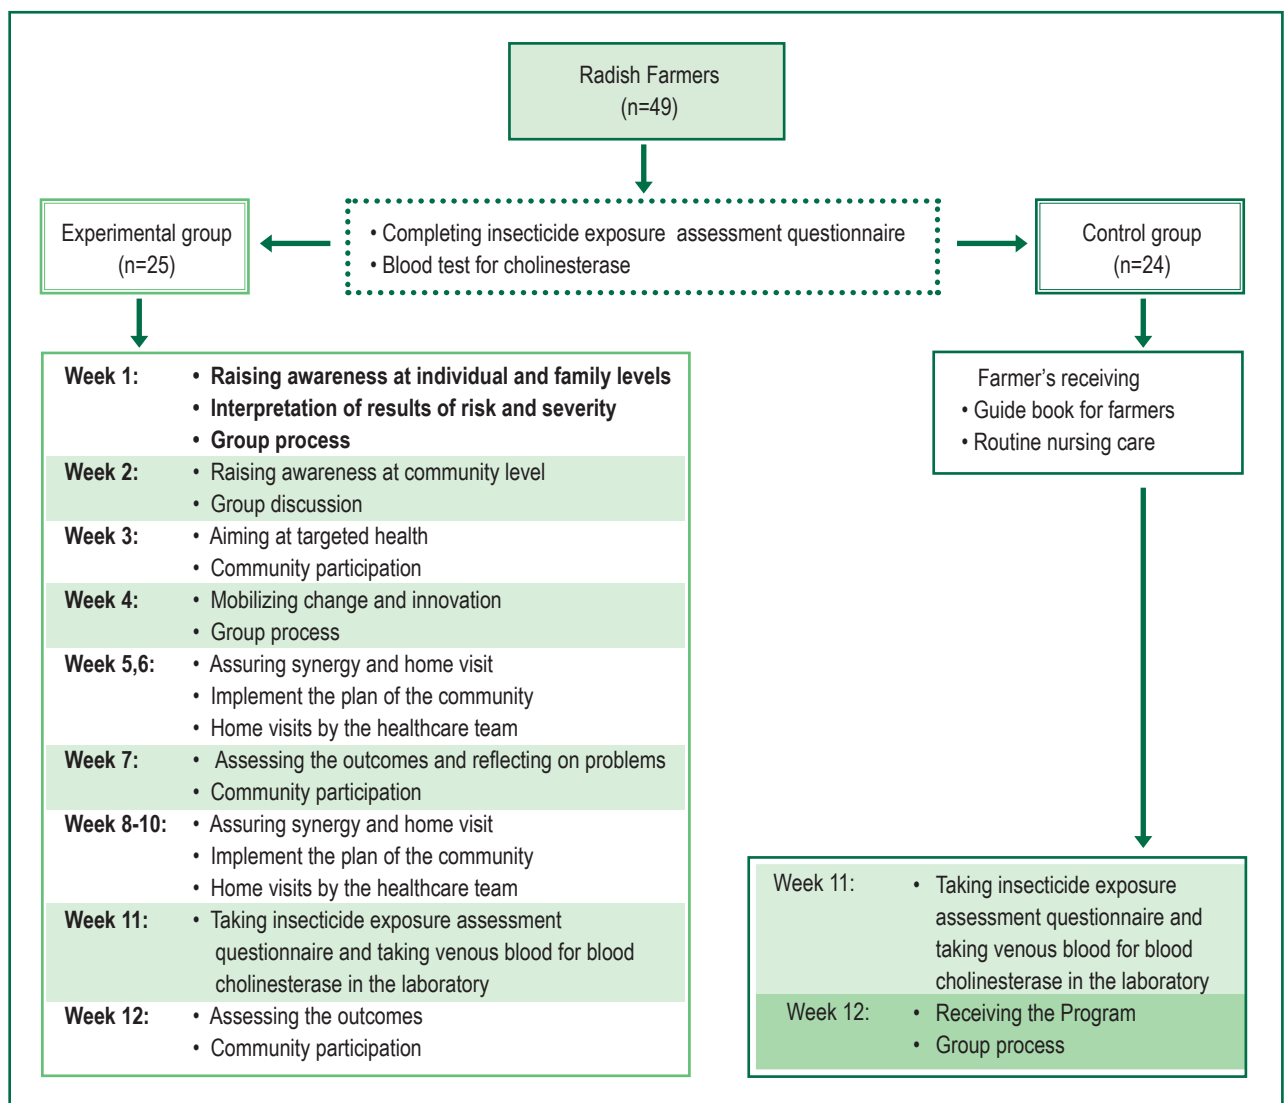 Radish Farmers
(n=49)
Experimental group
(n=25)
• Completing insecticide exposure assessment questionnaire
• Blood test for cholinesterase
Control group
(n=24)
Week 1: • Raising awareness at individual and family levels
• Interpretation of results of risk and severity
• Group process
Week 2: • Raising awareness at community level
• Group discussion
Week 3: • Aiming at targeted health
• Community participation
Week 4: • Mobilizing change and innovation
• Group process
Week 5,6: • Assuring synergy and home visit
• Implement the plan of the community
• Home visits by the healthcare team
Week 7: • Assessing the outcomes and reflecting on problems
• Community participation
Week 8-10: • Assuring synergy and home visit
• Implement the plan of the community
• Home visits by the healthcare team
Week 11: • Taking insecticide exposure assessment
questionnaire and taking venous blood for blood
cholinesterase in the laboratory
Week 12: • Assessing the outcomes
• Community participation
Farmer's receiving
• Guide book for farmers
• Routine nursing care
Week 11: • Taking insecticide exposure
assessment questionnaire and
taking venous blood for blood
cholinesterase in the laboratory
Week 12: • Receiving the Program
• Group process